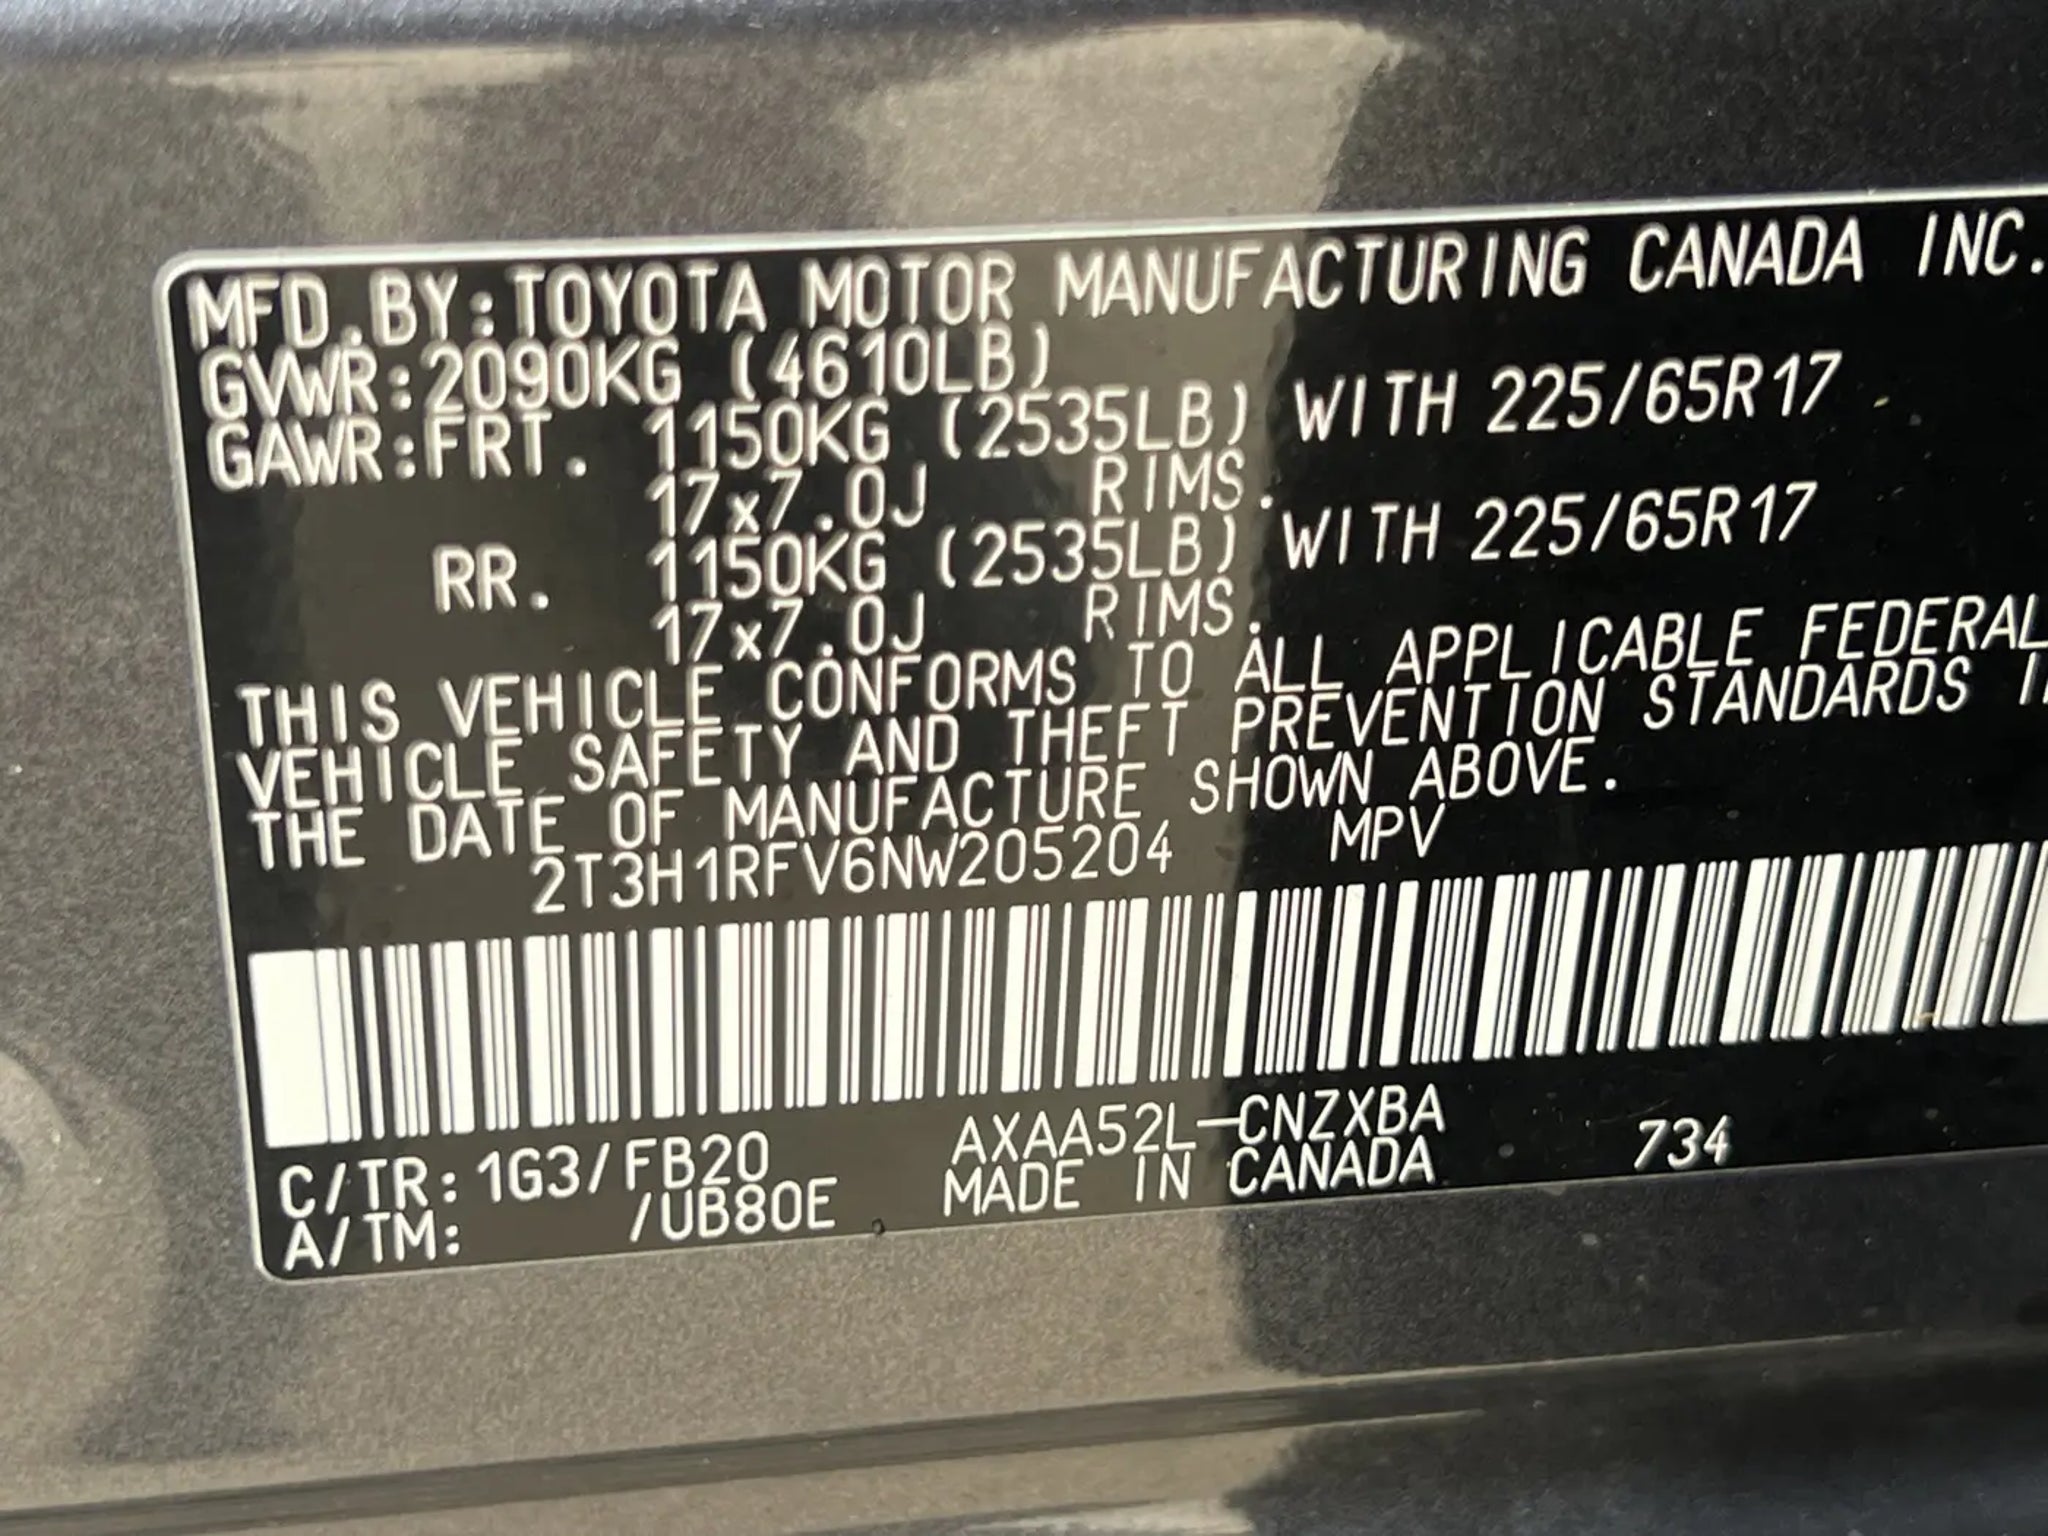 MFD.BY:TOYOTA MOTOR MANUFACTURING CANADA INC.
GVWR:2090KG (4610LB)
GAWR:FRT. 1150KG (2535LB) WITH 225/65R17
17x7.0J RIMS.
RR. 1150KG (2535LB) WITH 225/65R17
17x7.0J RIMS.
THIS VEHICLE CONFORMS TO ALL APPLICABLE FEDERAL
VEHICLE SAFETY AND THEFT PREVENTION STANDARDS
THE DATE OF MANUFACTURE SHOWN ABOVE.
2T3H1RFV6NW205204 MPV
C/TR:1G3/FB20 AXAA52L-CNZXBA 734
A/TM: /UB80E MADE IN CANADA